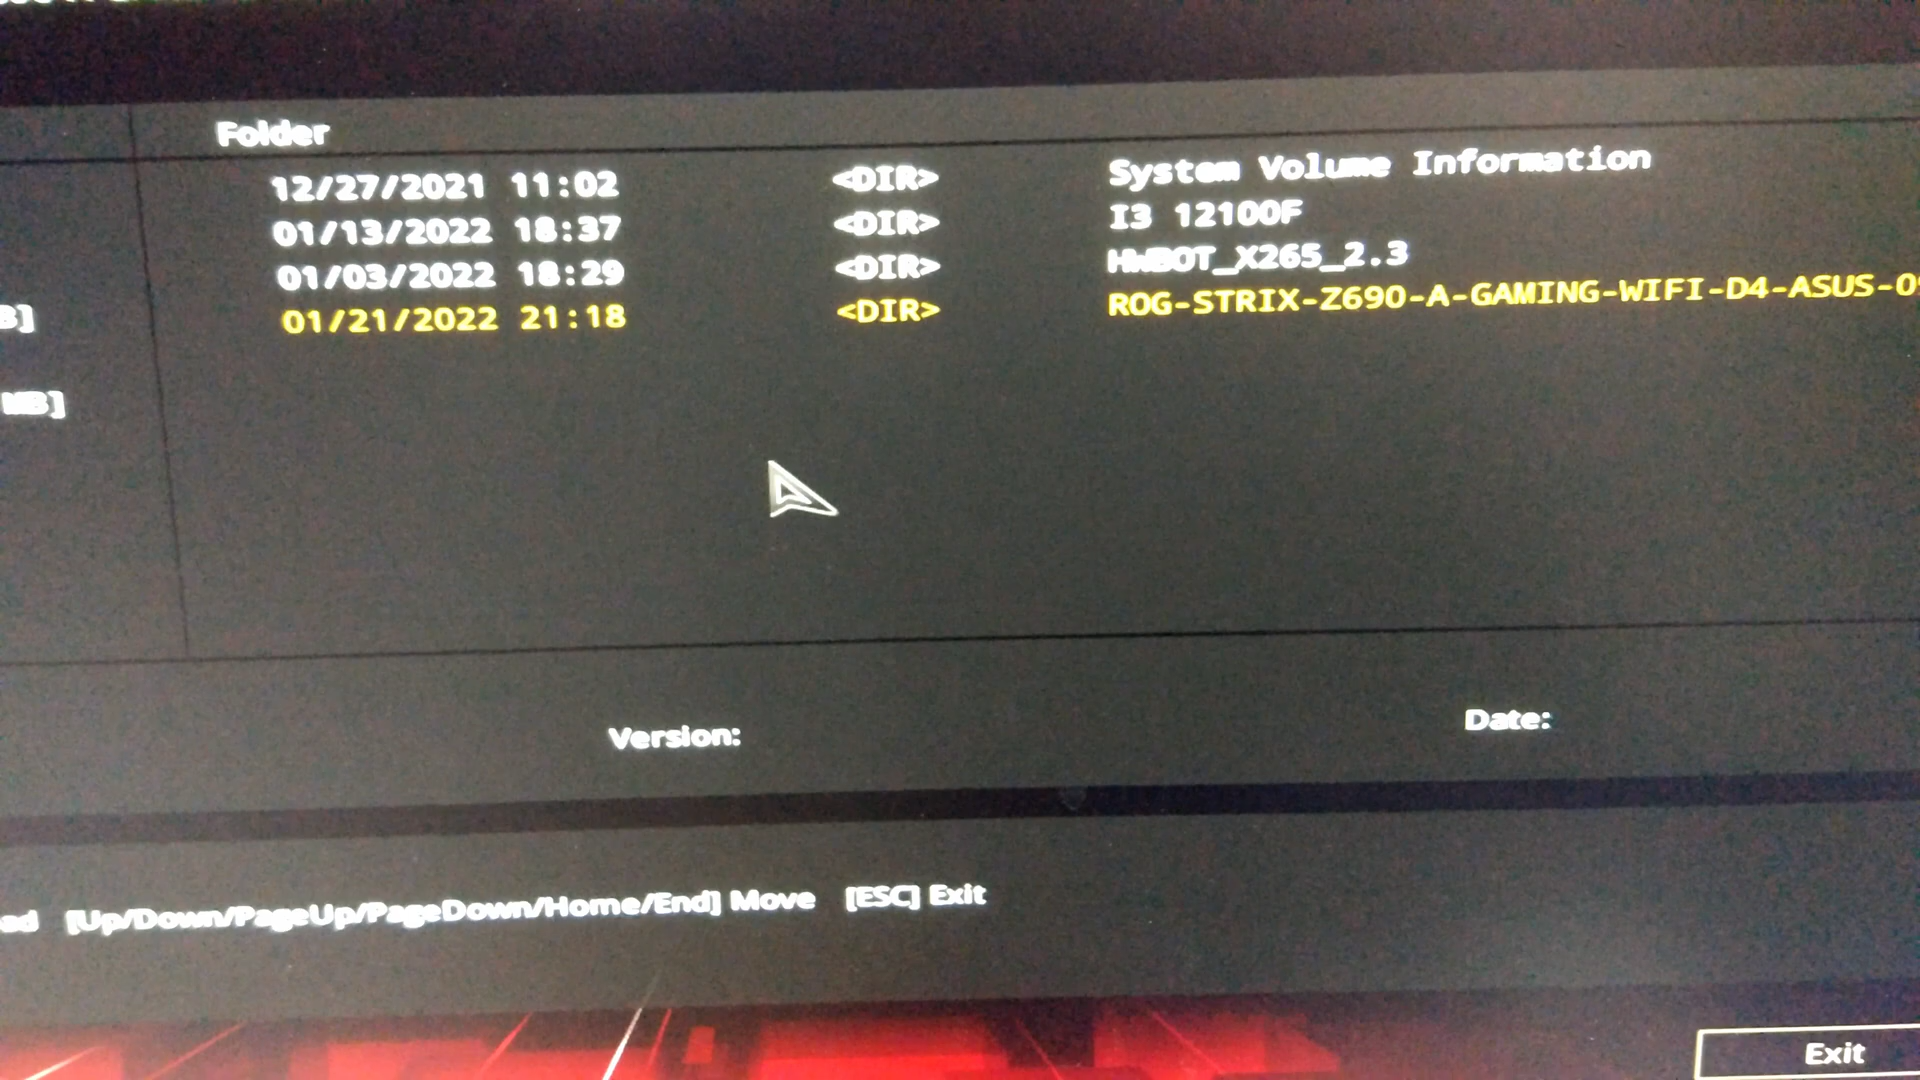 Folder
12/27/2021 11:02 <DIR> System Volume Information
01/13/2022 18:37 <DIR> I3 12100F
01/03/2022 18:29 <DIR> HWBOT_X265_2.3
B] 01/21/2022 21:18 <DIR> ROG-STRIX-Z690-A-GAMING-WIFI-D4-ASUS-0
MB]
Version: Date:
ad [Up/Down/PageUp/PageDown/Home/End] Move [ESC] Exit
Exit